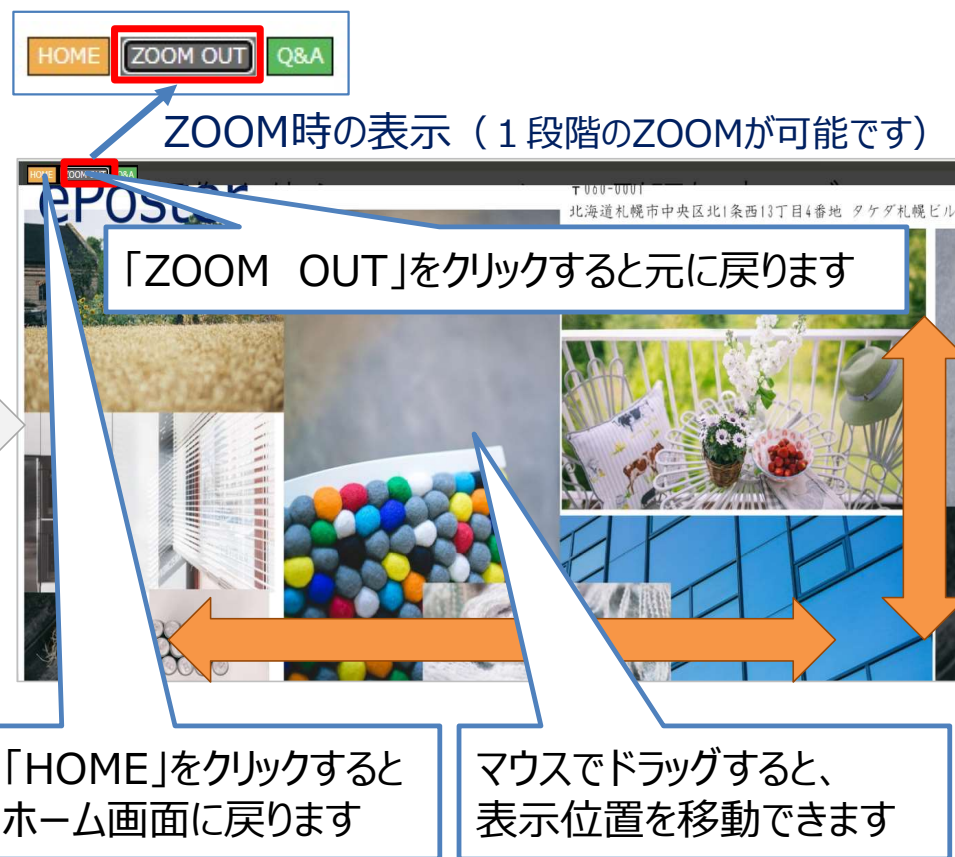 HOME ZOOM OUT Q&A
ZOOM時の表示（１段階のZOOMが可能です）
HOME ZOOM OUT Q&A
ePoster
〒060-0001
北海道札幌市中央区北1条西13丁目4番地 タケダ札幌ビル
「ZOOM　OUT」をクリックすると元に戻ります
「HOME」をクリックすると
ホーム画面に戻ります
マウスでドラッグすると、
表示位置を移動できます